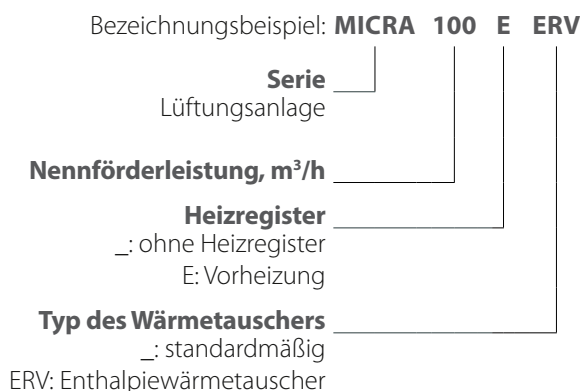 Bezeichnungsbeispiel: MICRA 100 E ERV
Serie
Lüftungsanlage
Nennförderleistung, m³/h
Heizregister
_: ohne Heizregister
E: Vorheizung
Typ des Wärmetauschers
_: standardmäßig
ERV: Enthalpiewärmetauscher